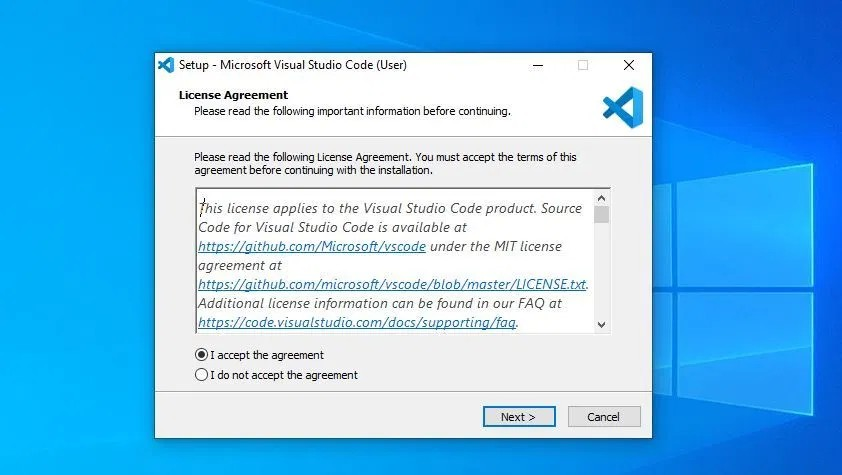 Setup - Microsoft Visual Studio Code (User)
License Agreement
Please read the following important information before continuing.
Please read the following License Agreement. You must accept the terms of this
agreement before continuing with the installation.
This license applies to the Visual Studio Code product. Source
Code for Visual Studio Code is available at
https://github.com/Microsoft/vscode under the MIT license
agreement at
https://github.com/microsoft/vscode/blob/master/LICENSE.txt.
Additional license information can be found in our FAQ at
https://code.visualstudio.com/docs/supporting/faq.
I accept the agreement
I do not accept the agreement
Next >
Cancel